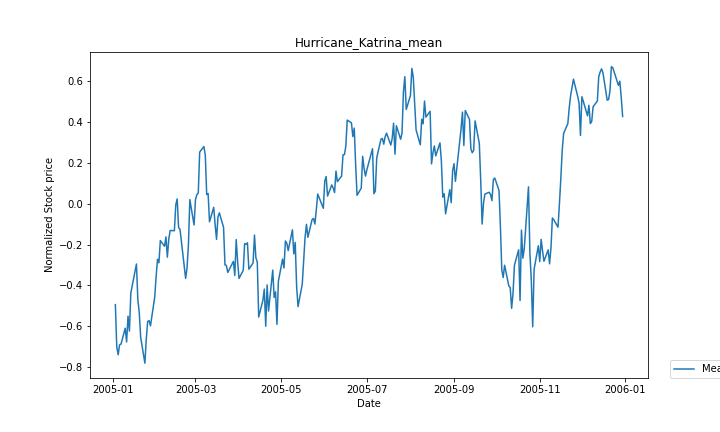 Hurricane_Katrina_mean
Normalized Stock price
0.6
0.4
0.2
0.0
−0.2
−0.4
−0.6
−0.8
2005-01 2005-03 2005-05 2005-07 2005-09 2005-11 2006-01
Date
Mea